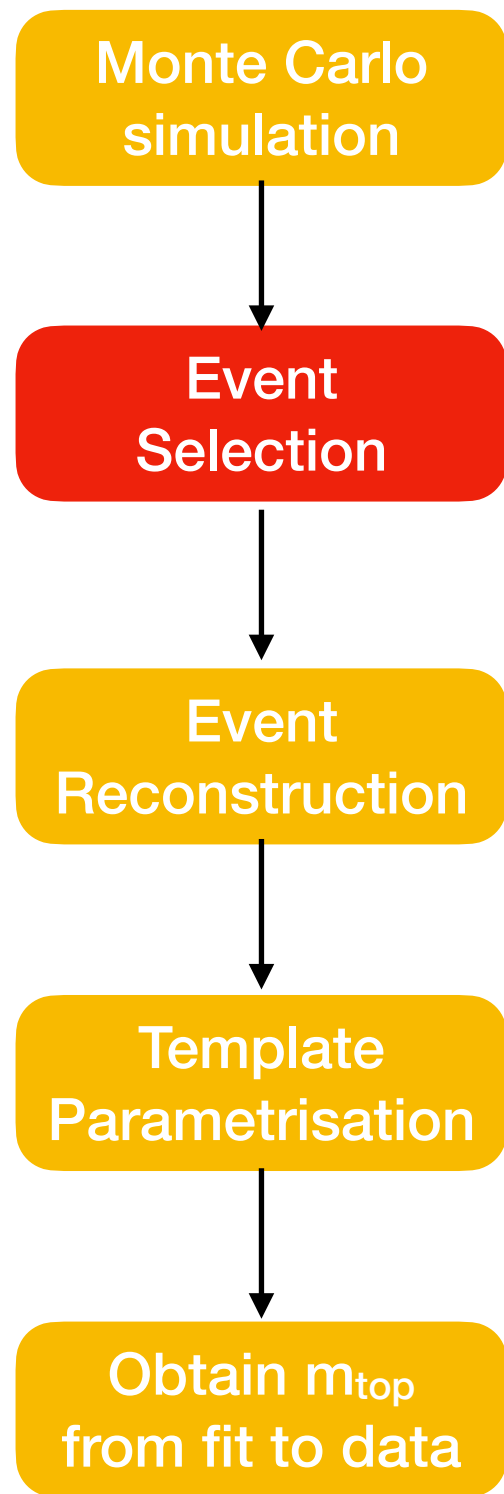 Monte Carlo
simulation
Event
Selection
Event
Reconstruction
Template
Parametrisation
Obtain mtop
from fit to data